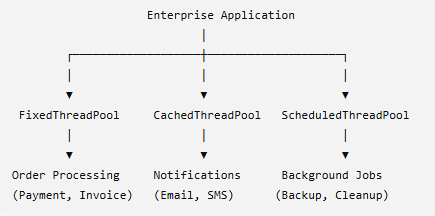 Enterprise Application
FixedThreadPool CachedThreadPool ScheduledThreadPool
Order Processing Notifications Background Jobs
(Payment, Invoice) (Email, SMS) (Backup, Cleanup)